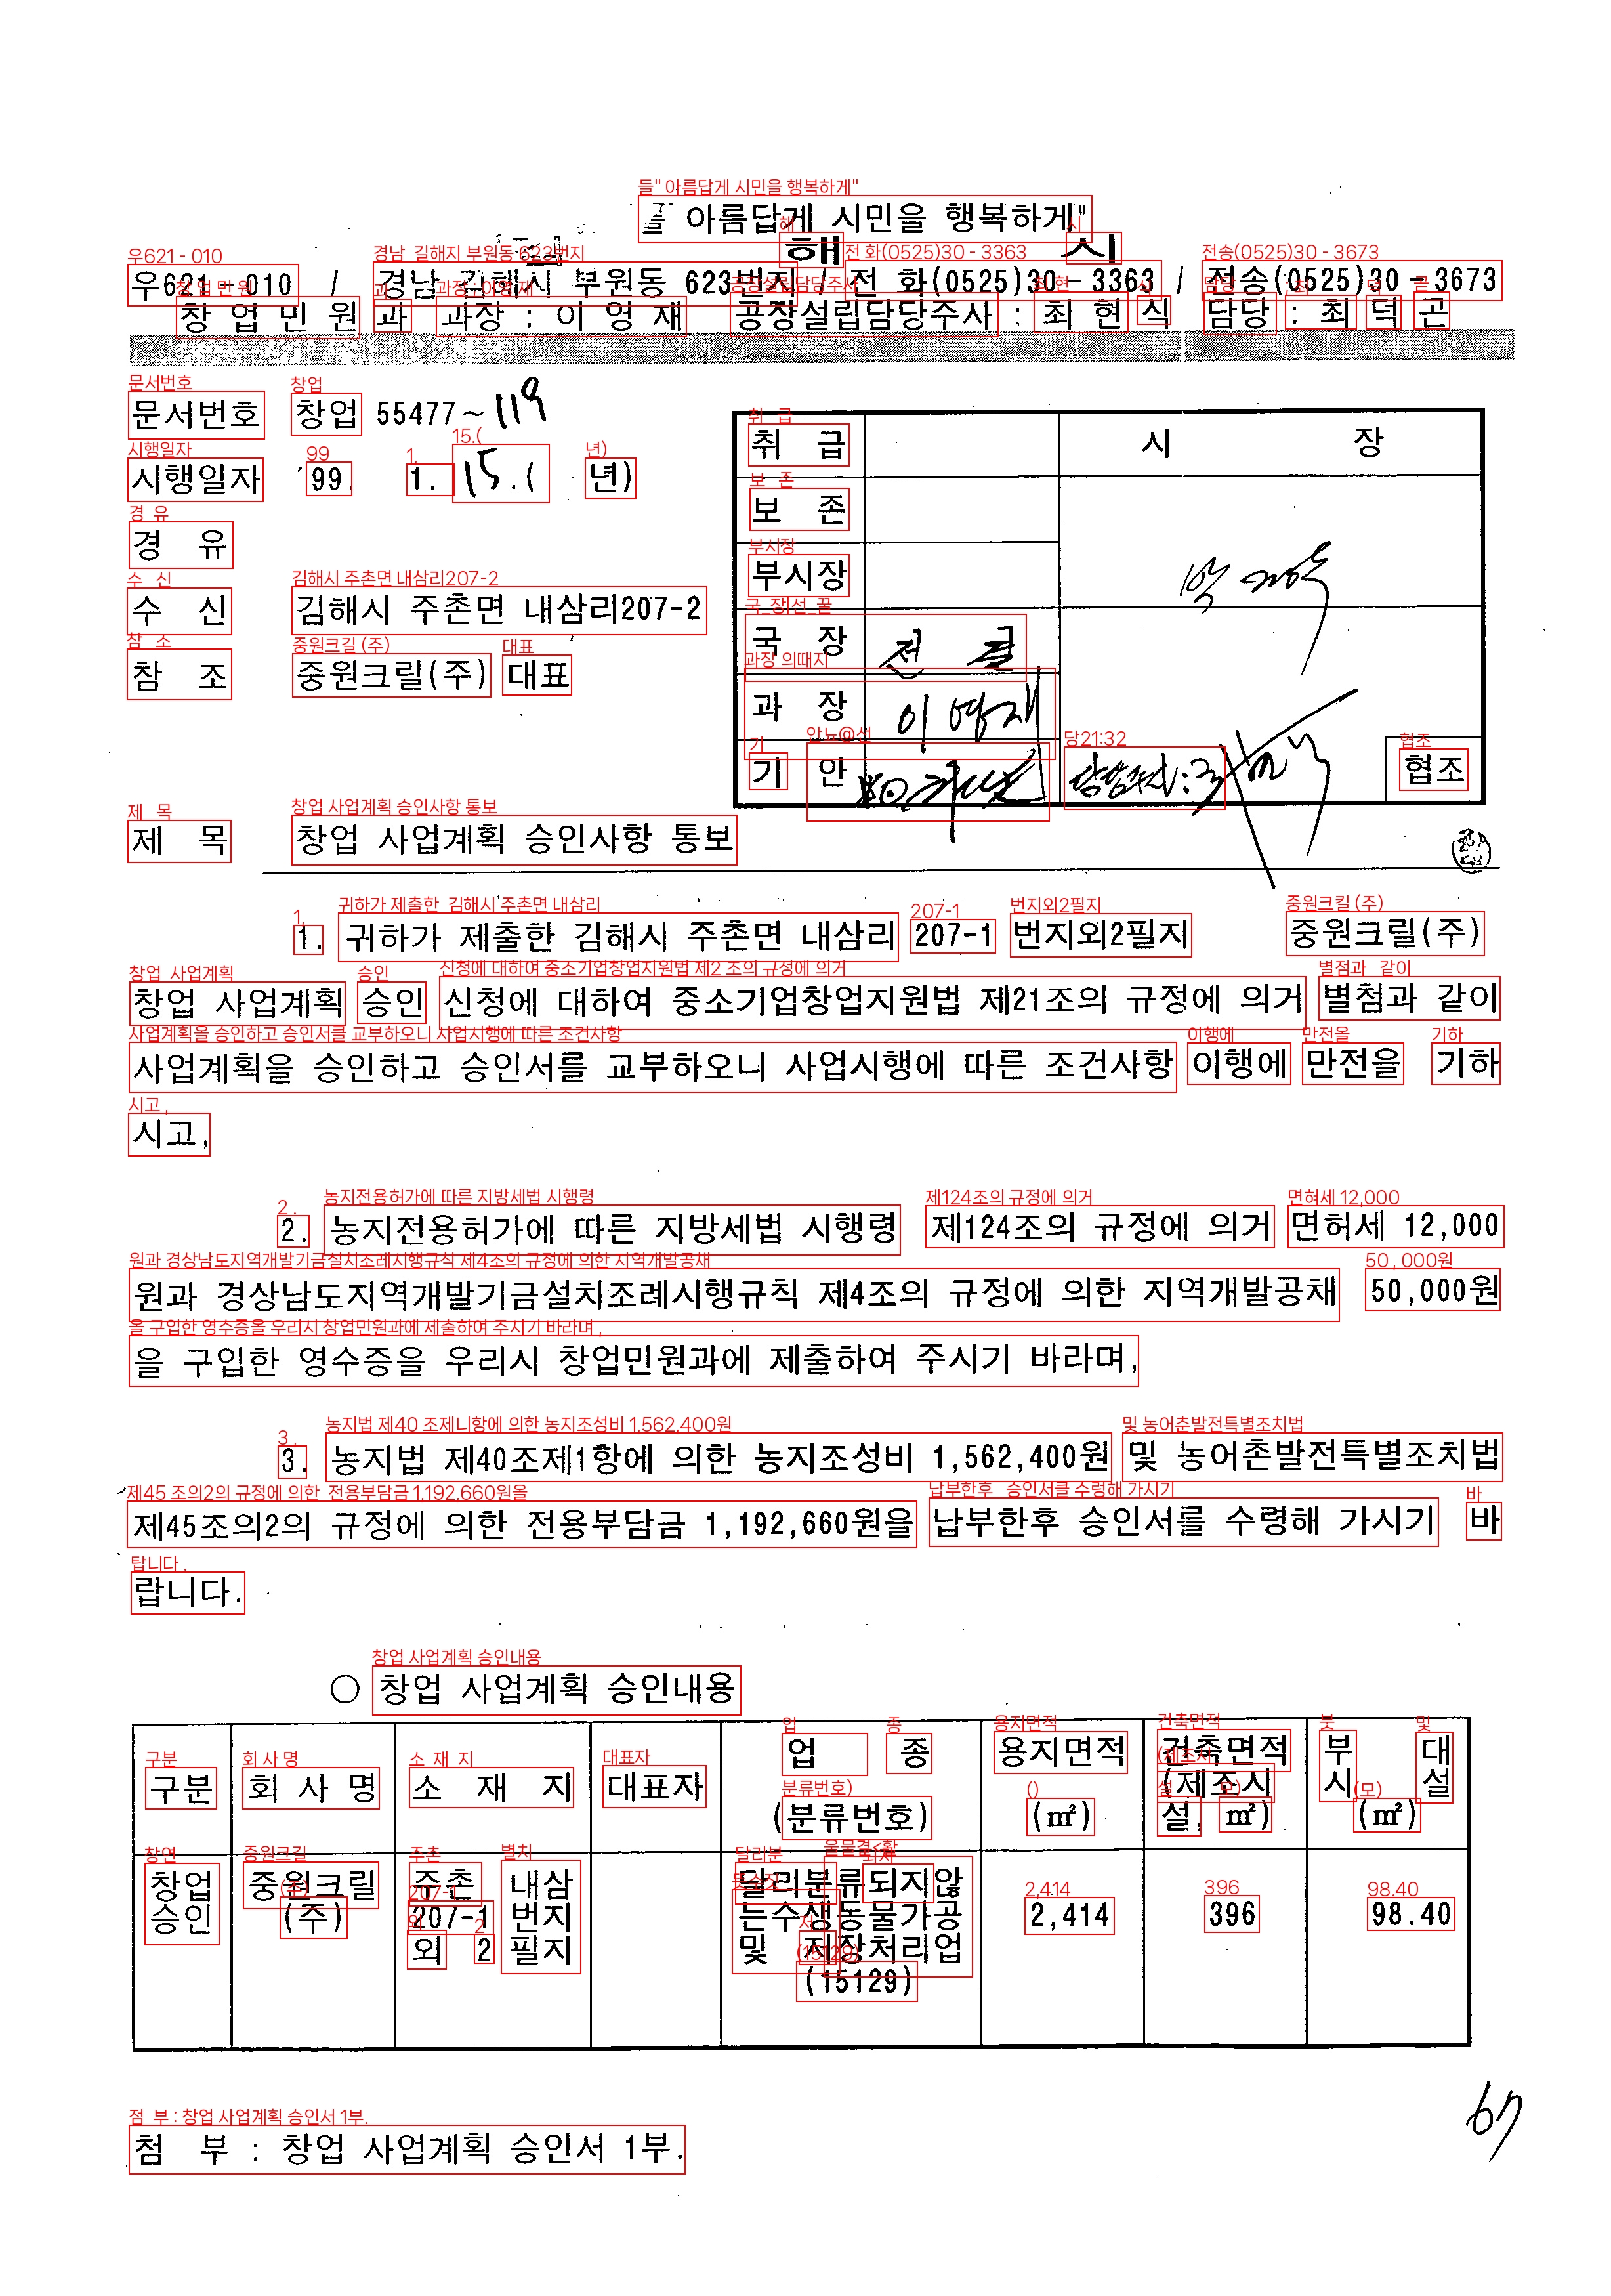 아름답게 시민을 행복하게"
해 시
우621-010 / 경남 김해시 부원동 623번지 / 전 화(0525)30-3363 / 전송(0525)30-3673
창 업 민 원 과 과장 : 이 영 재 공장설립담당주사 : 최 현 식 담당 : 최 덕 곤
문서번호 창업 55477~119
시행일자 '99. 1. 15.( 년)
경 유
수 신 김해시 주촌면 내삼리207-2
참 조 중원크릴(주) 대표
취 급 시 장
보 존
부시장
국 장 전 결
과 장 이영재
기 안
협조
제 목 창업 사업계획 승인사항 통보
1. 귀하가 제출한 김해시 주촌면 내삼리 207-1 번지외2필지 중원크릴(주)
창업 사업계획 승인 신청에 대하여 중소기업창업지원법 제21조의 규정에 의거 별첨과 같이
사업계획을 승인하고 승인서를 교부하오니 사업시행에 따른 조건사항 이행에 만전을 기하
시고,
2. 농지전용허가에 따른 지방세법 시행령 제124조의 규정에 의거 면허세 12,000
원과 경상남도지역개발기금설치조례시행규칙 제4조의 규정에 의한 지역개발공채 50,000원
을 구입한 영수증을 우리시 창업민원과에 제출하여 주시기 바라며,
3. 농지법 제40조제1항에 의한 농지조성비 1,562,400원 및 농어촌발전특별조치법
제45조의2의 규정에 의한 전용부담금 1,192,660원을 납부한후 승인서를 수령해 가시기 바
랍니다.
○ 창업 사업계획 승인내용
구분 회 사 명 소 재 지 대표자 업 종 (분류번호) 용지면적 (㎡) 건축면적 (제조시설, ㎡) 부대시설 (㎡)
창업 승인 중원크릴 (주) 주촌 내삼 207-1 번지 외 2 필지 달리분류되지않는수생동물가공 및 저장처리업 (15129) 2,414 396 98.40
첨 부 : 창업 사업계획 승인서 1부.
67